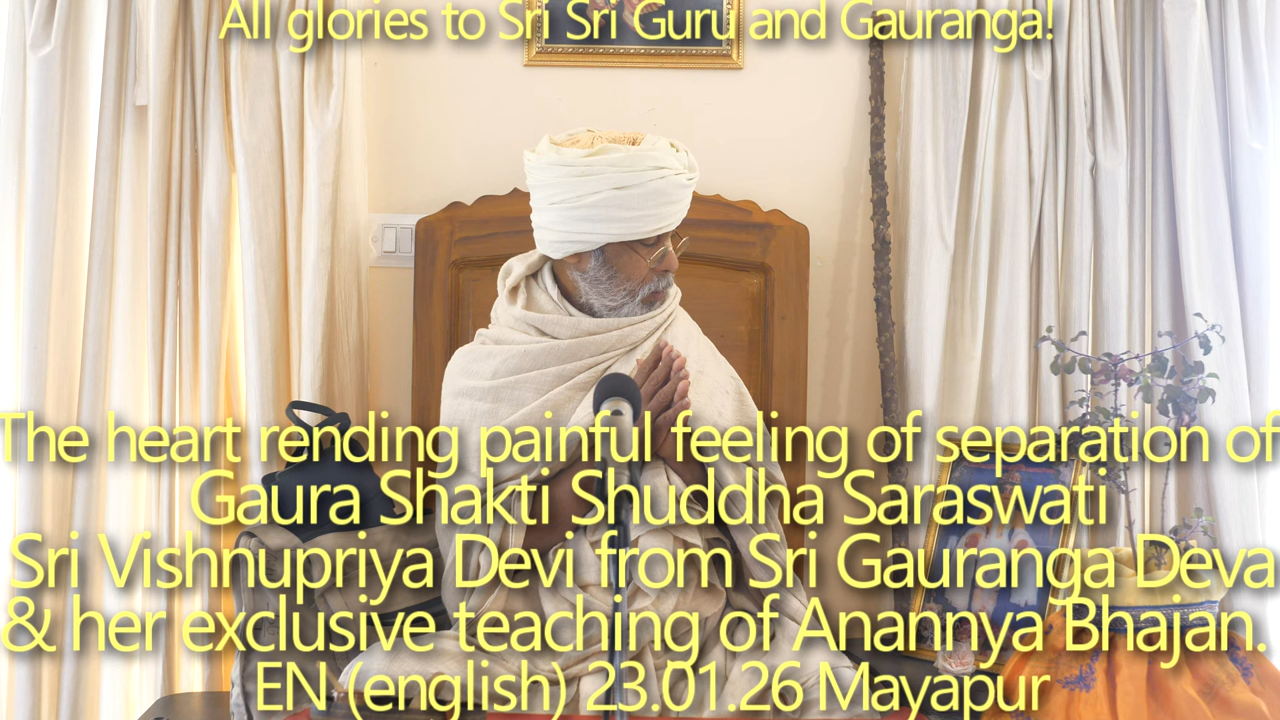 All glories to Sri Sri Guru and Gauranga!
The heart rending painful feeling of separation of
Gaura Shakti Shuddha Saraswati
Sri Vishnupriya Devi from Sri Gauranga Deva
& her exclusive teaching of Anannya Bhajan.
EN (english) 23.01.26 Mayapur